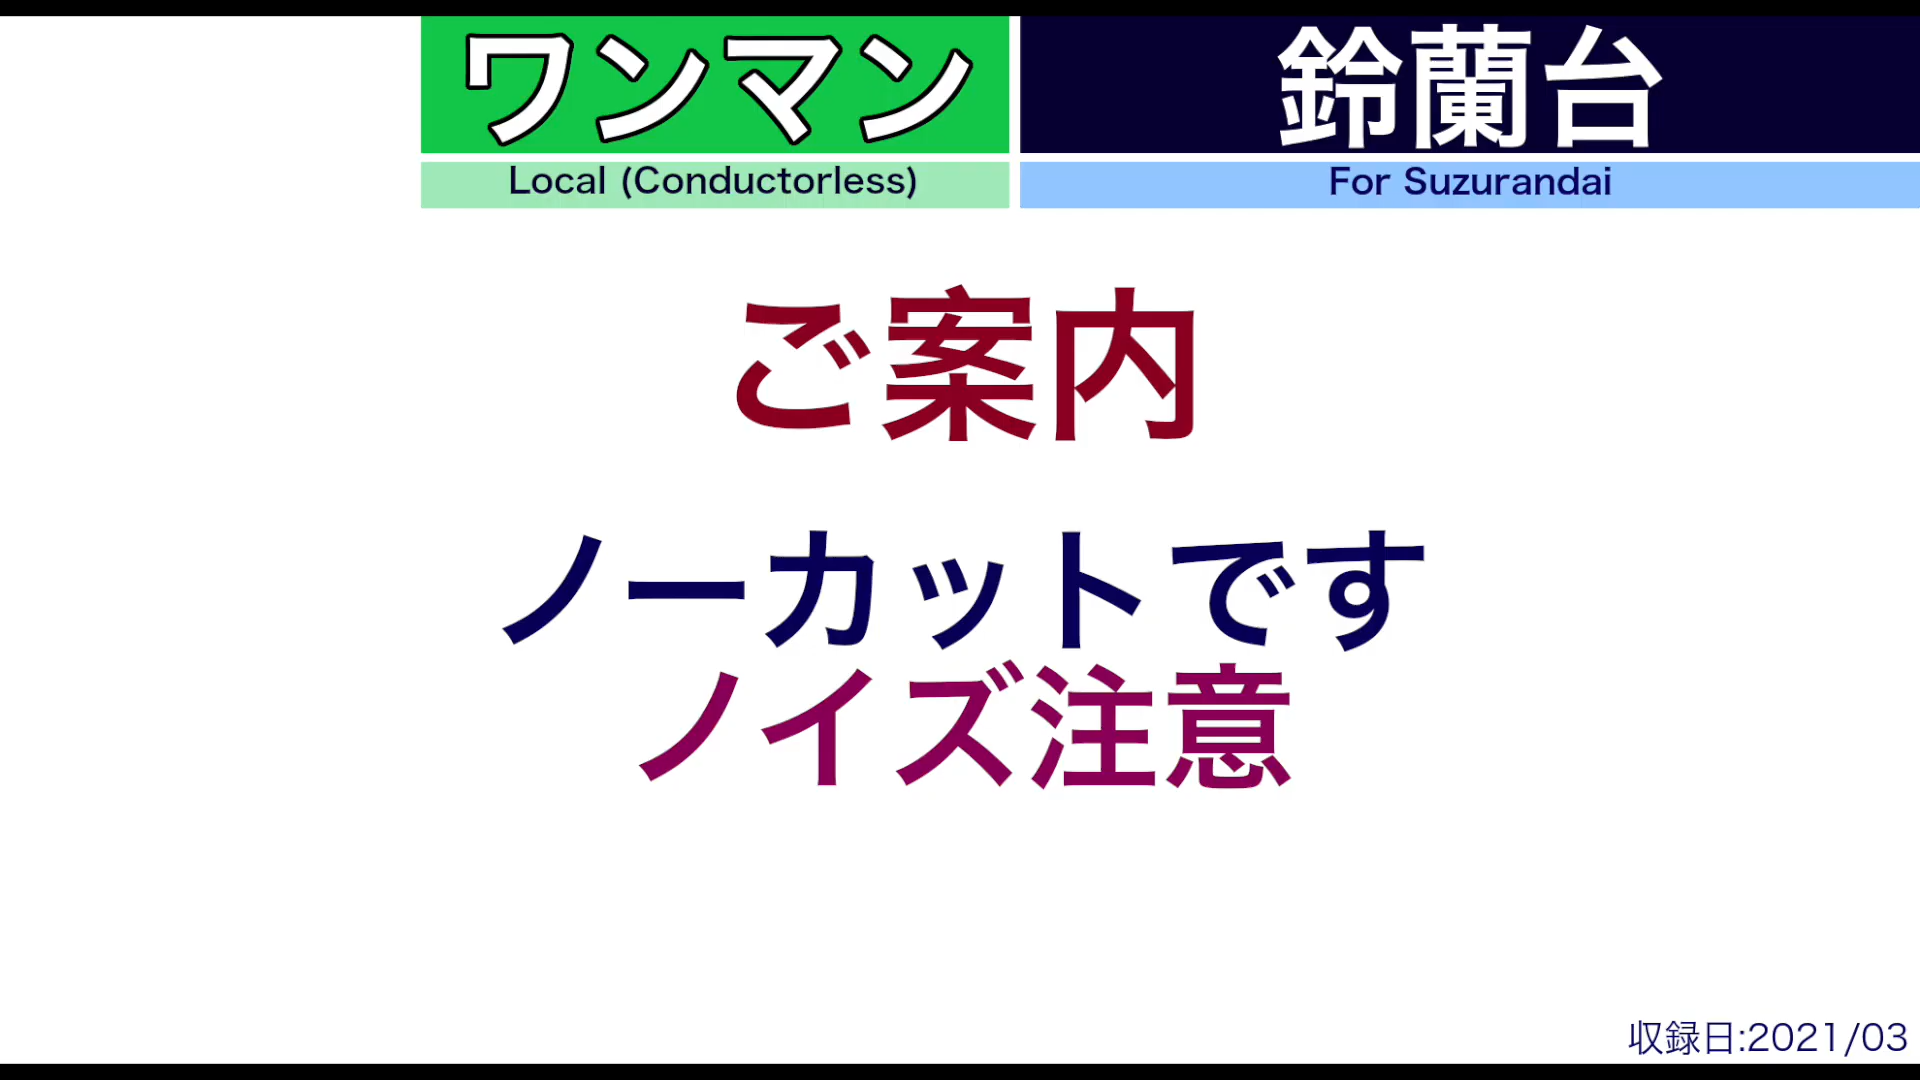 ワンマン
Local (Conductorless)
鈴蘭台
For Suzurandai
ご案内
ノーカットです
ノイズ注意
収録日:2021/03